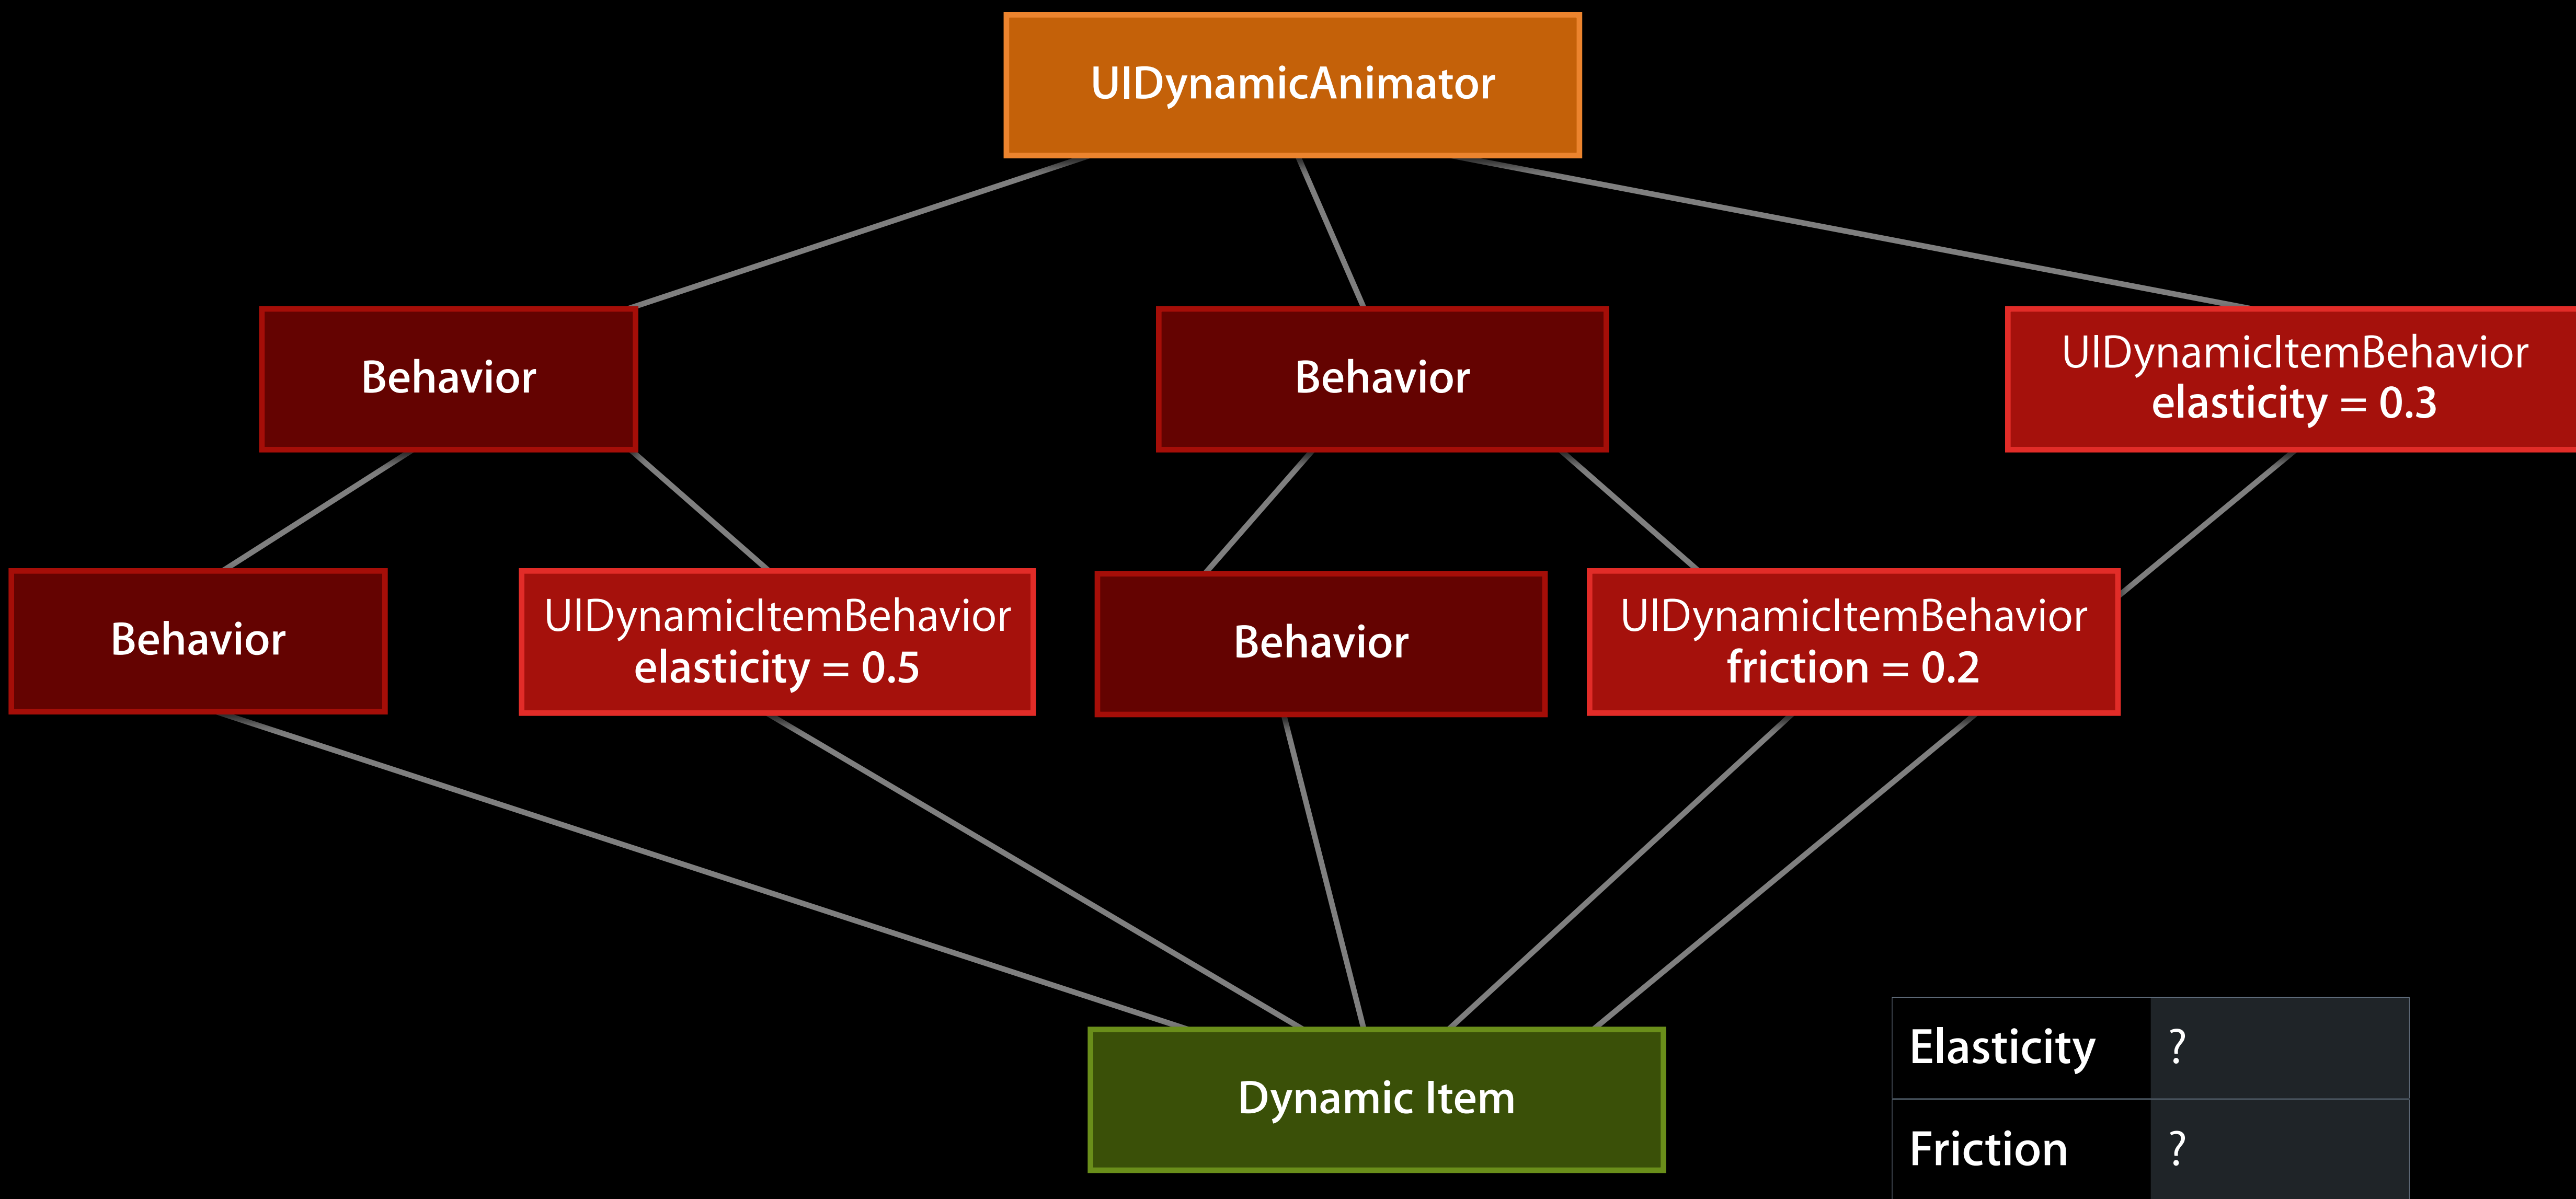 UIDynamicAnimator
Behavior
Behavior
UIDynamicItemBehavior
elasticity = 0.3
Behavior
UIDynamicItemBehavior
elasticity = 0.5
Behavior
UIDynamicItemBehavior
friction = 0.2
Dynamic Item
Elasticity ?
Friction ?